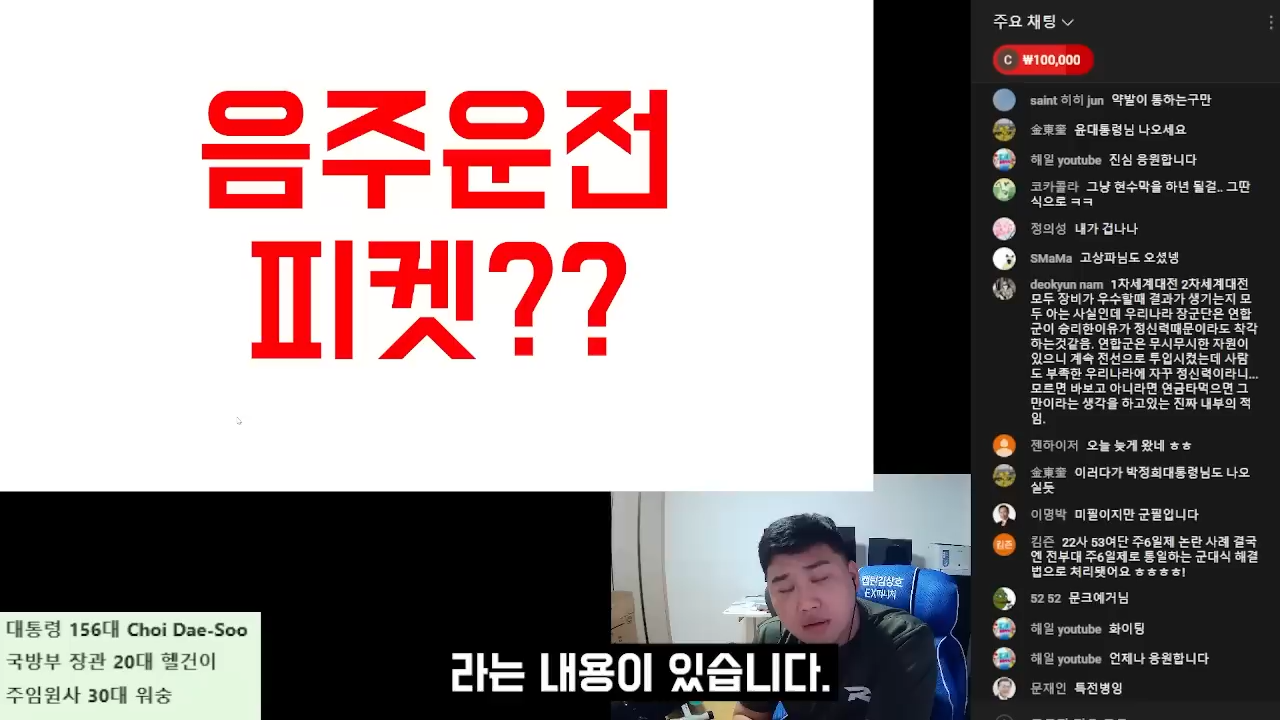 음주운전
피켓??
주요 채팅
C ₩100,000
saint 히히 jun 약발이 통하는구만
金東奎 윤대통령님 나오세요
해일 youtube 진심 응원합니다
코카콜라 그냥 현수막을 하년 될걸.. 그딴
식으로 ㅋㅋ
정의성 내가 겁나나
SMaMa 고상파님도 오셨넹
deokyun nam 1차세계대전 2차세계대전
모두 장비가 우수할때 결과가 생기는지 모
두 아는 사실인데 우리나라 장군단은 연합
군이 승리한이유가 정신력때문이라도 착각
하는것같음. 연합군은 무시무시한 자원이
있으니 계속 전선으로 투입시켰는데 사람
도 부족한 우리나라에 자꾸 정신력이라니...
모르면 바보고 아니라면 연금타먹으면 그
만이라는 생각을 하고있는 진짜 내부의 적
임.
젠하이저 오늘 늦게 왔네 ㅎㅎ
金東奎 이러다가 박정희대통령님도 나오
실듯
이명박 미필이지만 군필입니다
킴준 킴준 22사 53여단 주6일제 논란 사례 결국
엔 전부대 주6일제로 통일하는 군대식 해결
법으로 처리됏어요 ㅎㅎㅎㅎ!
52 52 문크예거님
해일 youtube 화이팅
해일 youtube 언제나 응원합니다
문재인 특전병잉
캡틴김상호
EX퍼니처
대통령 156대 Choi Dae-Soo
국방부 장관 20대 헬건이
주임원사 30대 워숭
라는 내용이 있습니다.